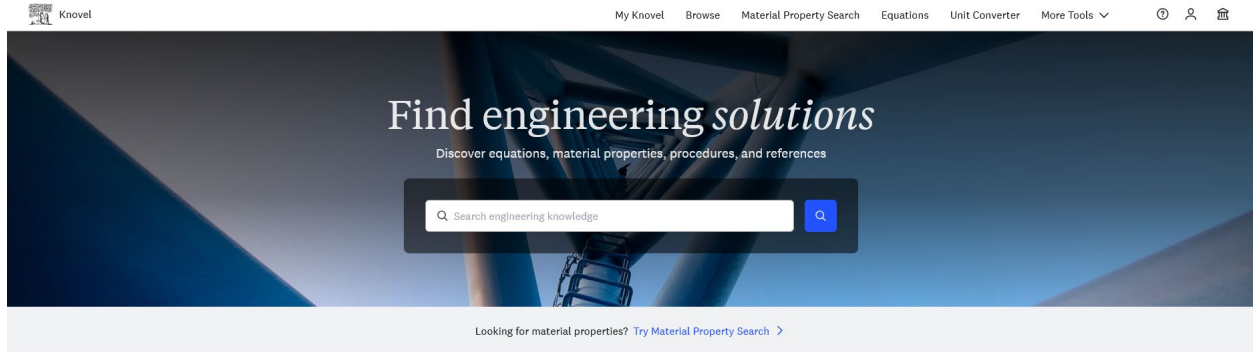 Knovel My Knovel Browse Material Property Search Equations Unit Converter More Tools
Find engineering solutions
Discover equations, material properties, procedures, and references
Search engineering knowledge
Looking for material properties? Try Material Property Search